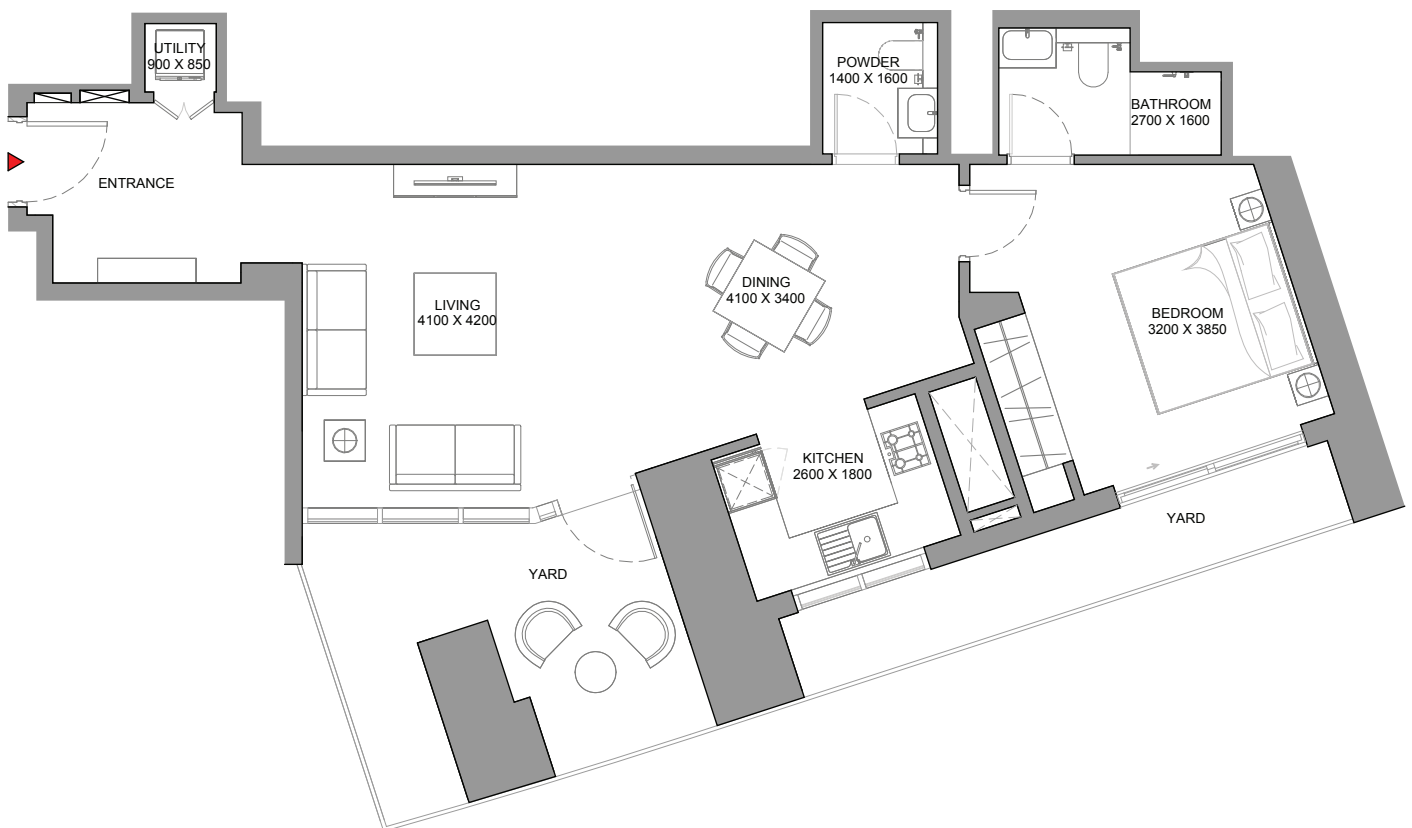 UTILITY
900 X 850
POWDER
1400 X 1600
BATHROOM
2700 X 1600
ENTRANCE
LIVING
4100 X 4200
DINING
4100 X 3400
BEDROOM
3200 X 3850
KITCHEN
2600 X 1800
YARD
YARD